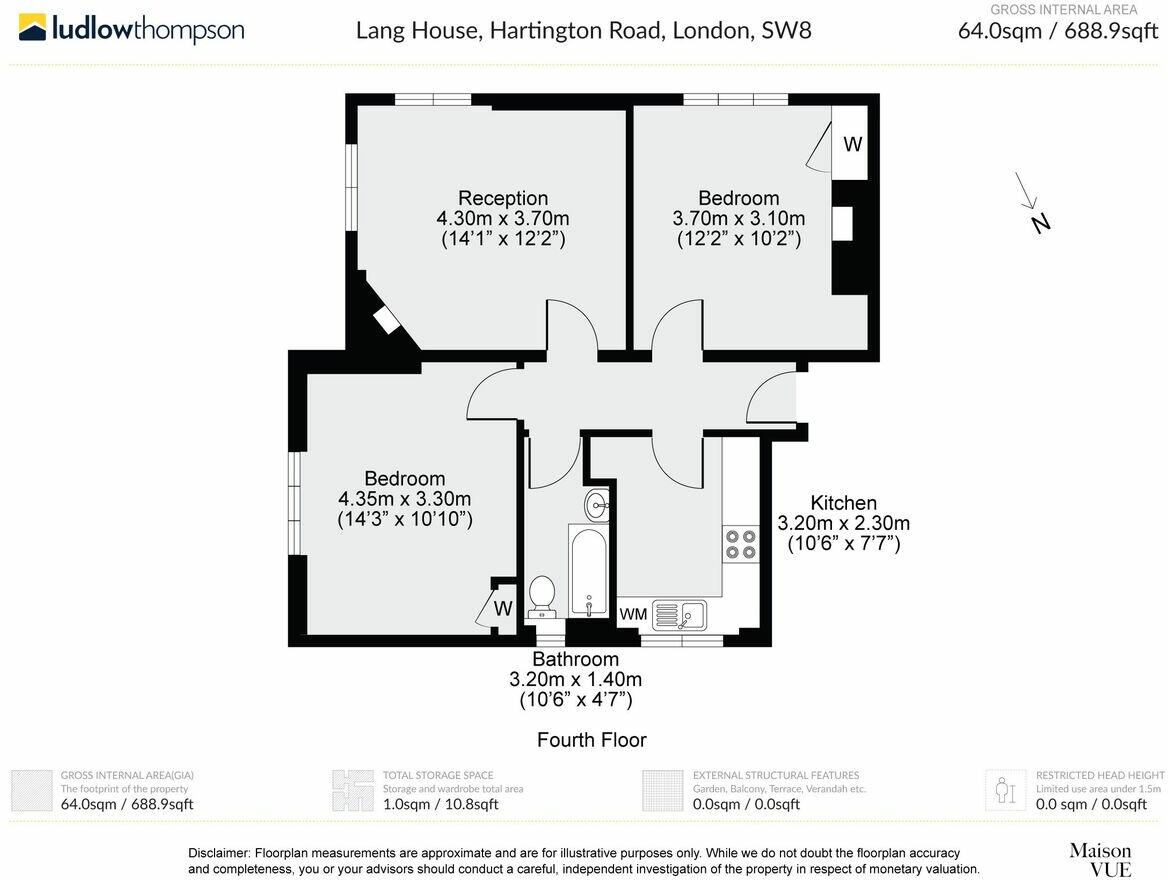 ludlowthompson
Lang House, Hartington Road, London, SW8
GROSS INTERNAL AREA
64.0sqm / 688.9sqft
W
Reception
4.30m x 3.70m
(14'1" x 12'2")
Bedroom
3.70m x 3.10m
(12'2" x 10'2")
N
Bedroom
4.35m x 3.30m
(14'3" x 10'10")
Kitchen
3.20m x 2.30m
(10'6" x 7'7")
W
WM
Bathroom
3.20m x 1.40m
(10'6" x 4'7")
Fourth Floor
GROSS INTERNAL AREA(GIA)
The footprint of the property
64.0sqm / 688.9sqft
TOTAL STORAGE SPACE
Storage and wardrobe total area
1.0sqm / 10.8sqft
EXTERNAL STRUCTURAL FEATURES
Garden, Balcony, Terrace, Verandah etc.
0.0sqm / 0.0sqft
RESTRICTED HEAD HEIGHT
Limited use area under 1.5m
0.0 sqm / 0.0sqft
Disclaimer: Floorplan measurements are approximate and are for illustrative purposes only. While we do not doubt the floorplan accuracy
and completeness, you or your advisors should conduct a careful, independent investigation of the property in respect of monetary valuation.
Maison
VUE